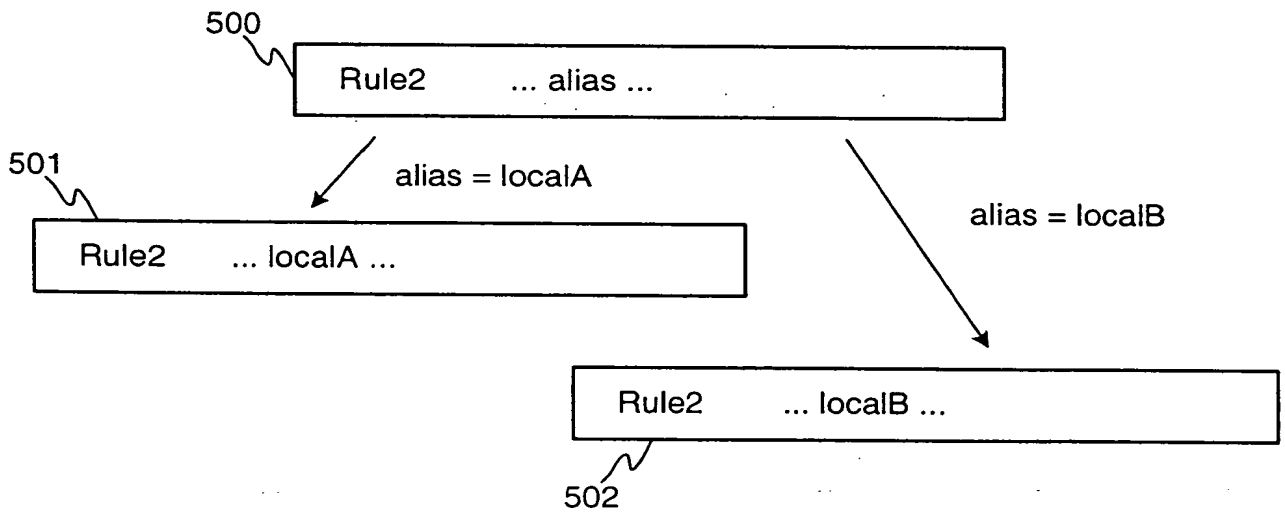 500
Rule2 ... alias ...
501
alias = localA
alias = localB
Rule2 ... localA ...
Rule2 ... localB ...
502